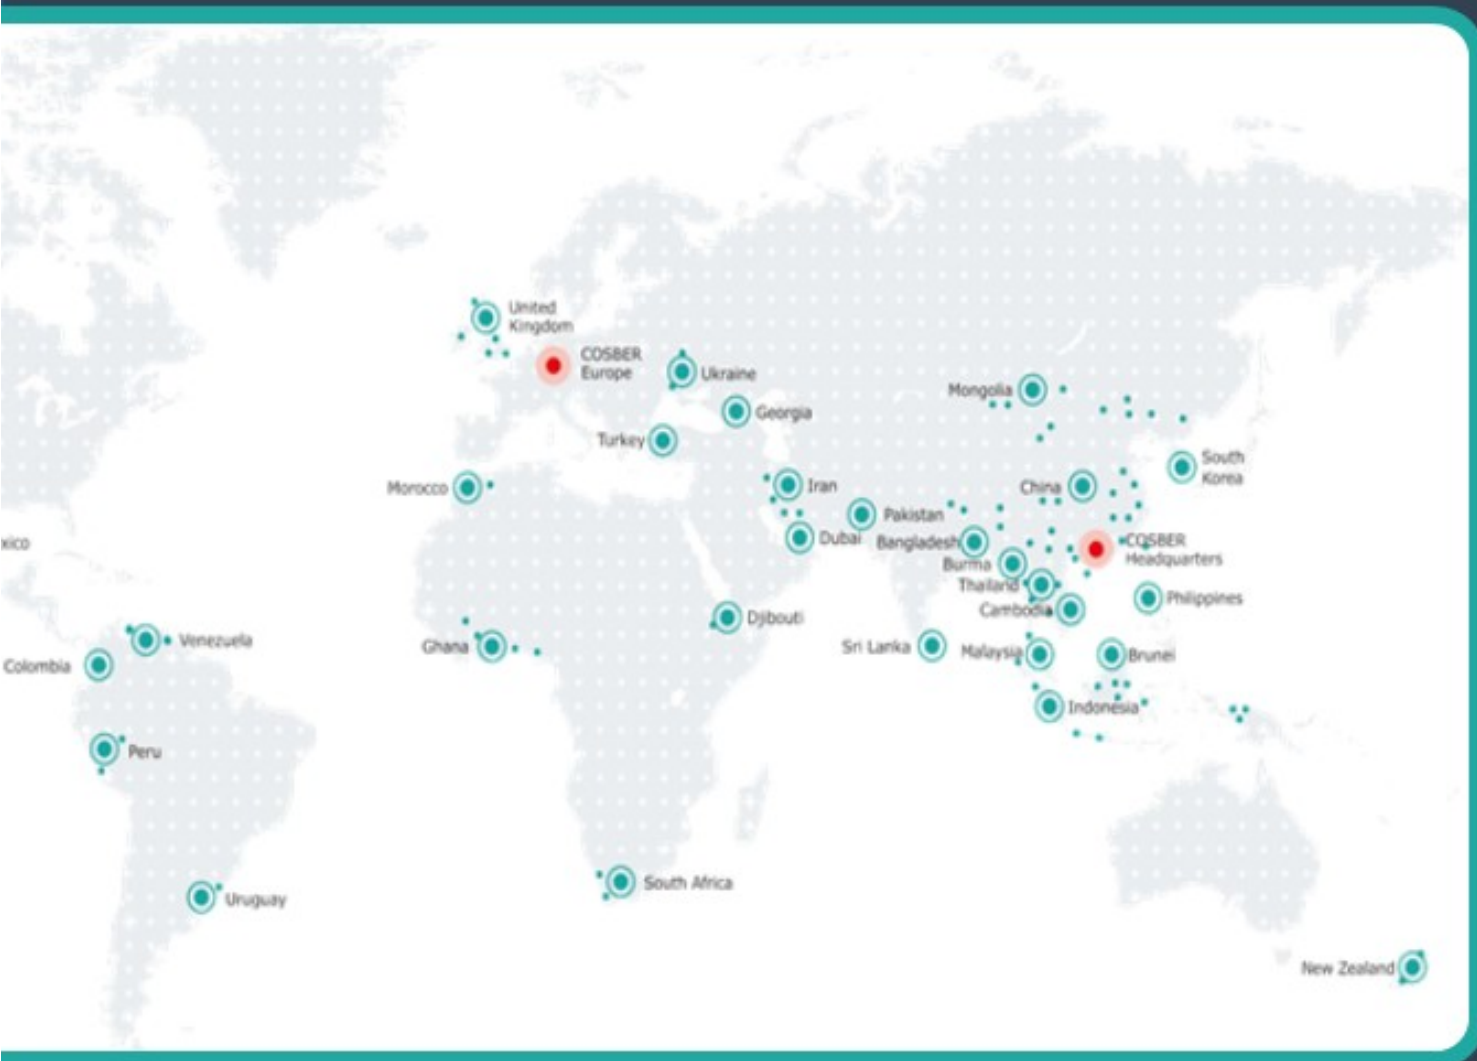 United
Kingdom
COSBER
Europe
Ukraine
Mongolia
Georgia
Turkey
South
Korea
Morocco
Iran
China
Pakistan
xico
Dubai
Bangladesh
COSBER
Headquarters
Burma
Thailand
Philippines
Cambodia
Djibouti
Venezuela
Ghana
Sri Lanka
Malaysia
Brunei
Colombia
Indonesia
Peru
South Africa
Uruguay
New Zealand